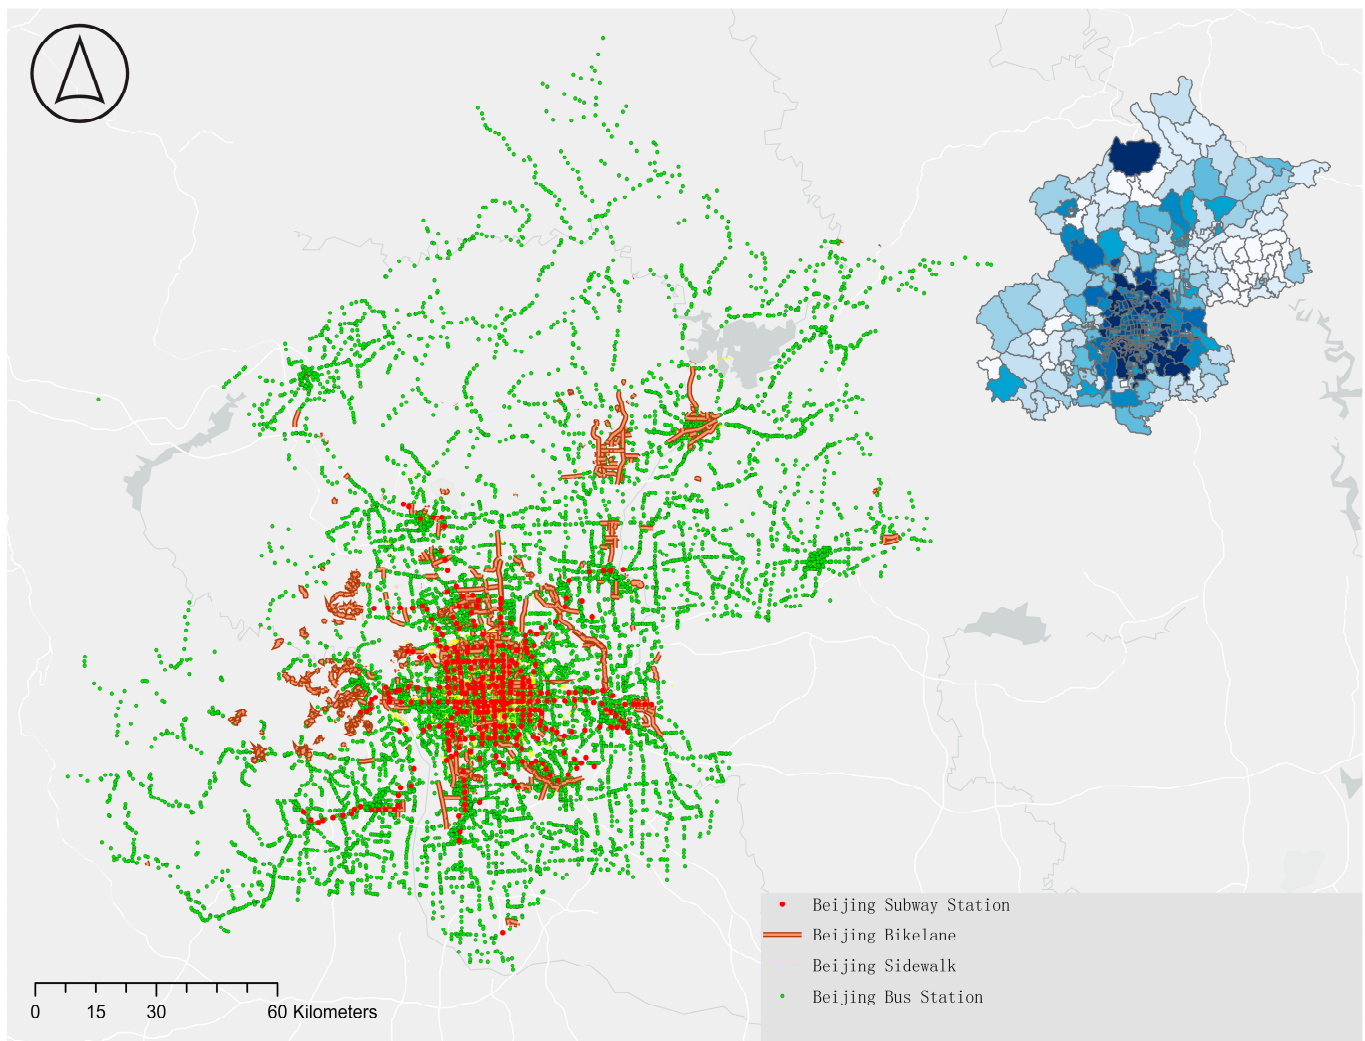 Beijing Subway Station
Beijing Bikelane
Beijing Sidewalk
Beijing Bus Station
0 15 30 60 Kilometers